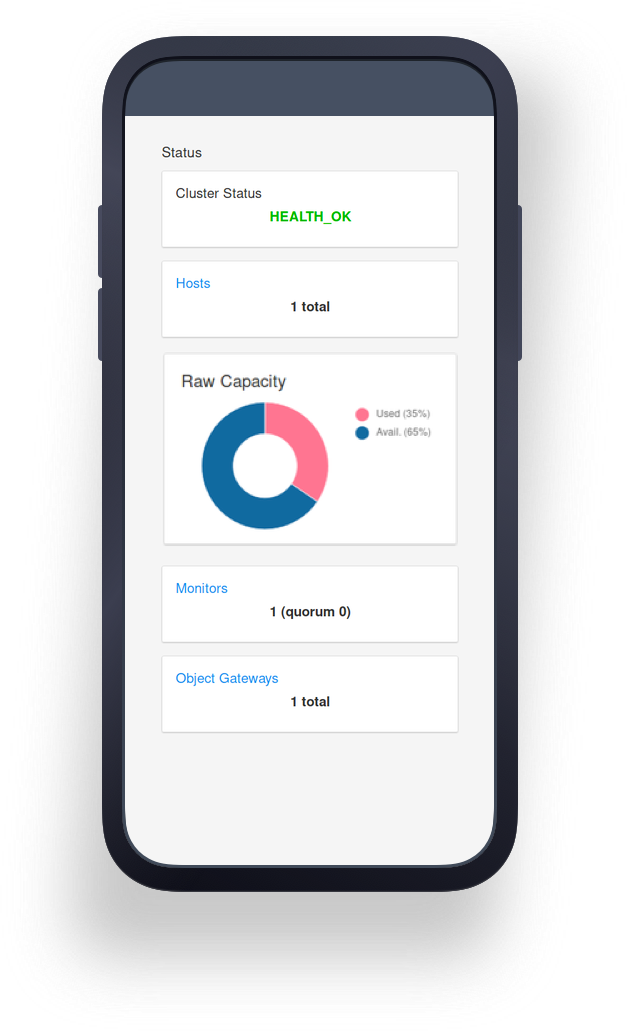 Status
Cluster Status
HEALTH_OK
Hosts
1 total
Raw Capacity
Used (35%)
Avail. (65%)
Monitors
1 (quorum 0)
Object Gateways
1 total